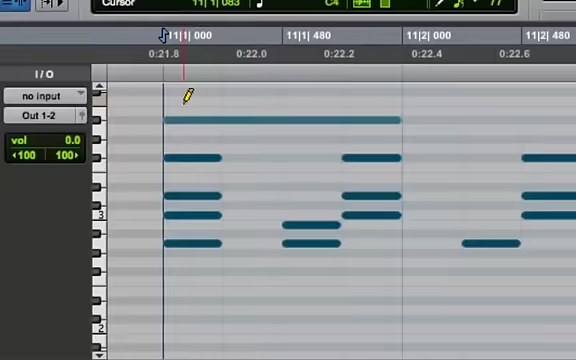 Cursor 11| 1| 083 C4 77
11|1| 000 11|1| 480 11|2| 000 11|2| 480
0:21.8 0:22.0 0:22.2 0:22.4 0:22.6
I / O
no input
Out 1-2
vol 0.0
100 100
3
2